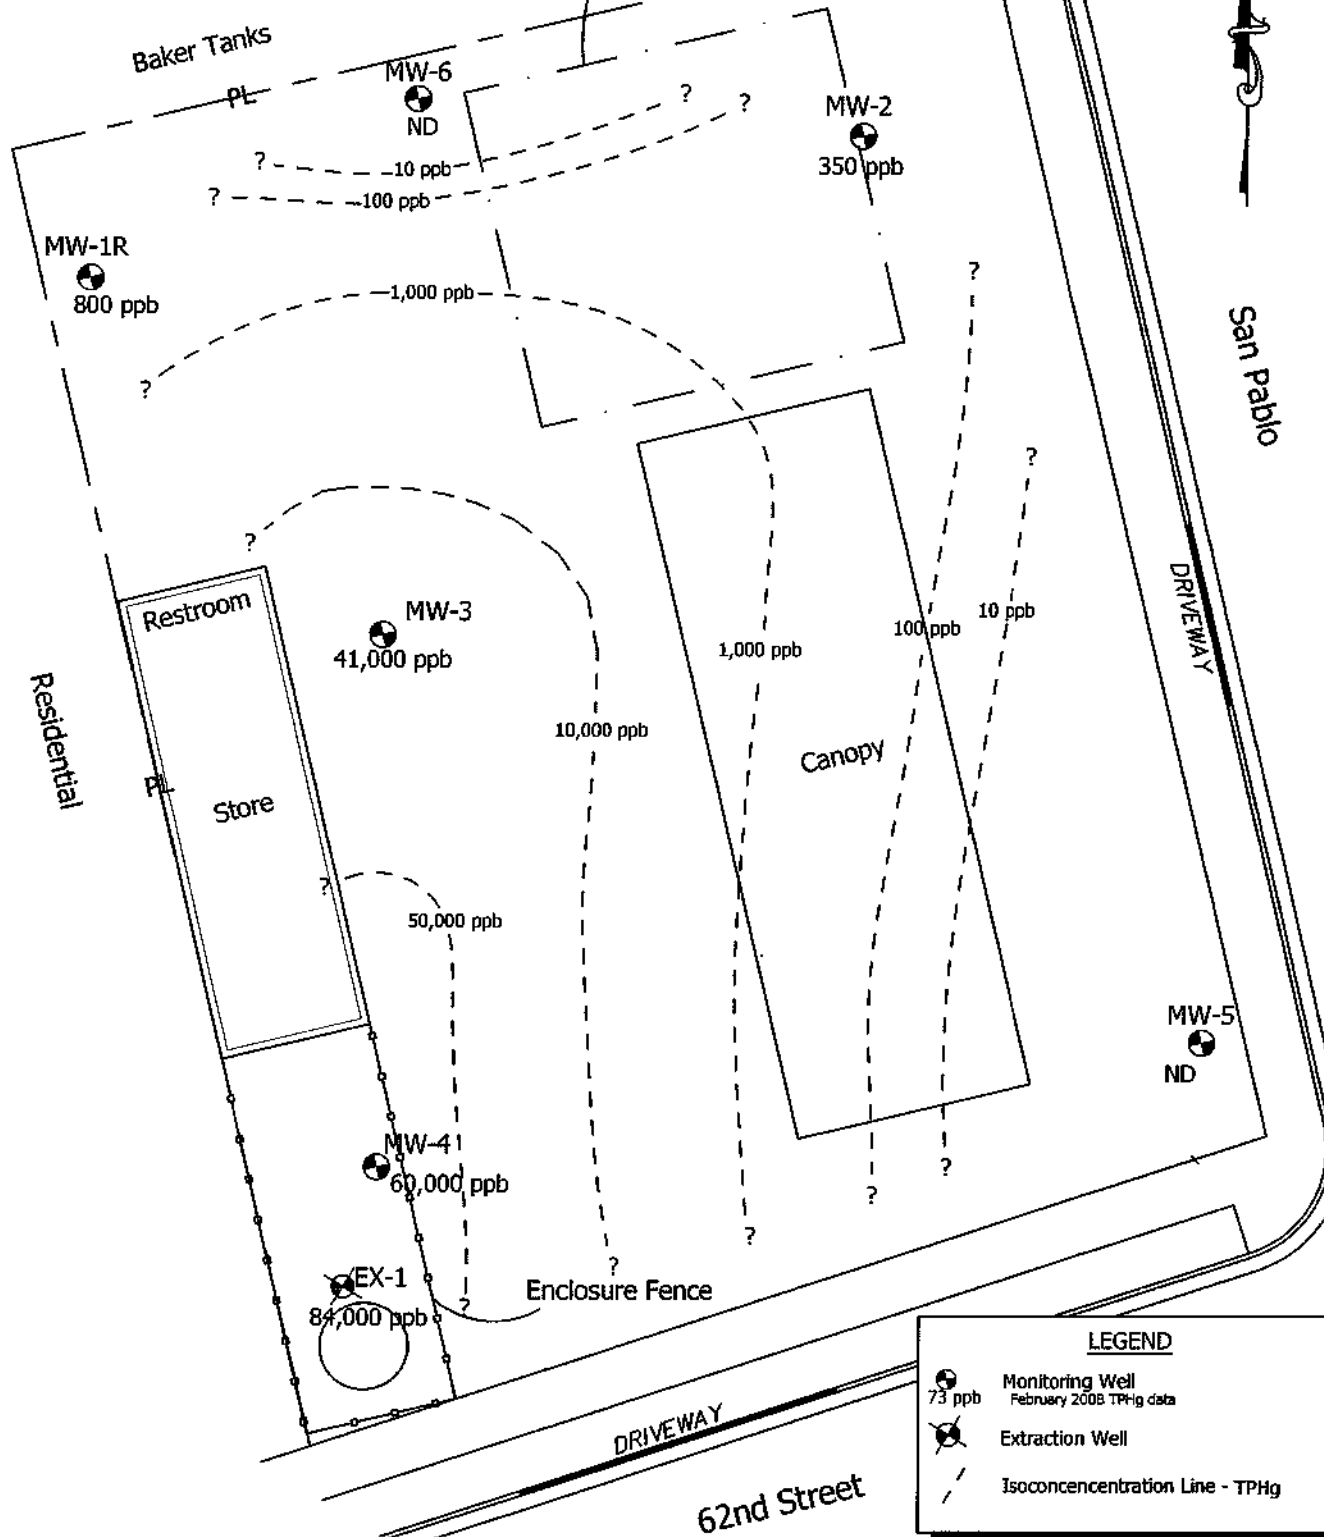 Baker Tanks
PL
MW-6
ND
MW-2
350 ppb
?
?
?
10 ppb
?
100 ppb
MW-1R
800 ppb
1,000 ppb
?
?
San Pablo
?
?
Restroom
MW-3
41,000 ppb
10 ppb
100 ppb
1,000 ppb
DRIVEWAY
10,000 ppb
Residential
PL
Store
Canopy
?
50,000 ppb
MW-5
ND
MW-4
60,000 ppb
?
?
?
?
EX-1
84,000 ppb
?
Enclosure Fence
DRIVEWAY
62nd Street
LEGEND
73 ppb
Monitoring Well
February 2008 TPHg data
Extraction Well
Isoconcencentration Line - TPHg